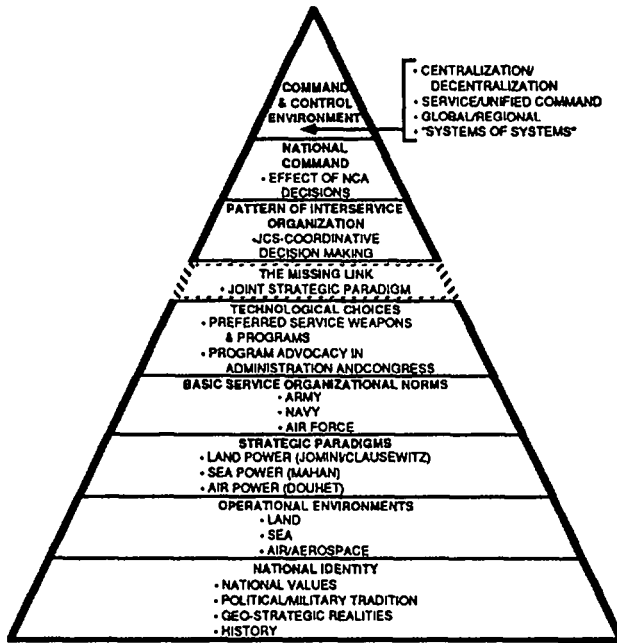 COMMAND
& CONTROL
ENVIRONMENT
• CENTRALIZATION/
DECENTRALIZATION
• SERVICE/UNIFIED COMMAND
• GLOBAL/REGIONAL
• "SYSTEMS OF SYSTEMS"
NATIONAL
COMMAND
• EFFECT OF NCA
DECISIONS
PATTERN OF INTERSERVICE
ORGANIZATION
• JCS-COORDINATIVE
DECISION MAKING
THE MISSING LINK
• JOINT STRATEGIC PARADIGM
TECHNOLOGICAL CHOICES
• PREFERRED SERVICE WEAPONS
& PROGRAMS
• PROGRAM ADVOCACY IN
ADMINISTRATION ANDCONGRESS
BASIC SERVICE ORGANIZATIONAL NORMS
• ARMY
• NAVY
• AIR FORCE
STRATEGIC PARADIGMS
• LAND POWER (JOMINI/CLAUSEWITZ)
• SEA POWER (MAHAN)
• AIR POWER (DOUHET)
OPERATIONAL ENVIRONMENTS
• LAND
• SEA
• AIR/AEROSPACE
NATIONAL IDENTITY
• NATIONAL VALUES
• POLITICAL/MILITARY TRADITION
• GEO-STRATEGIC REALITIES
• HISTORY